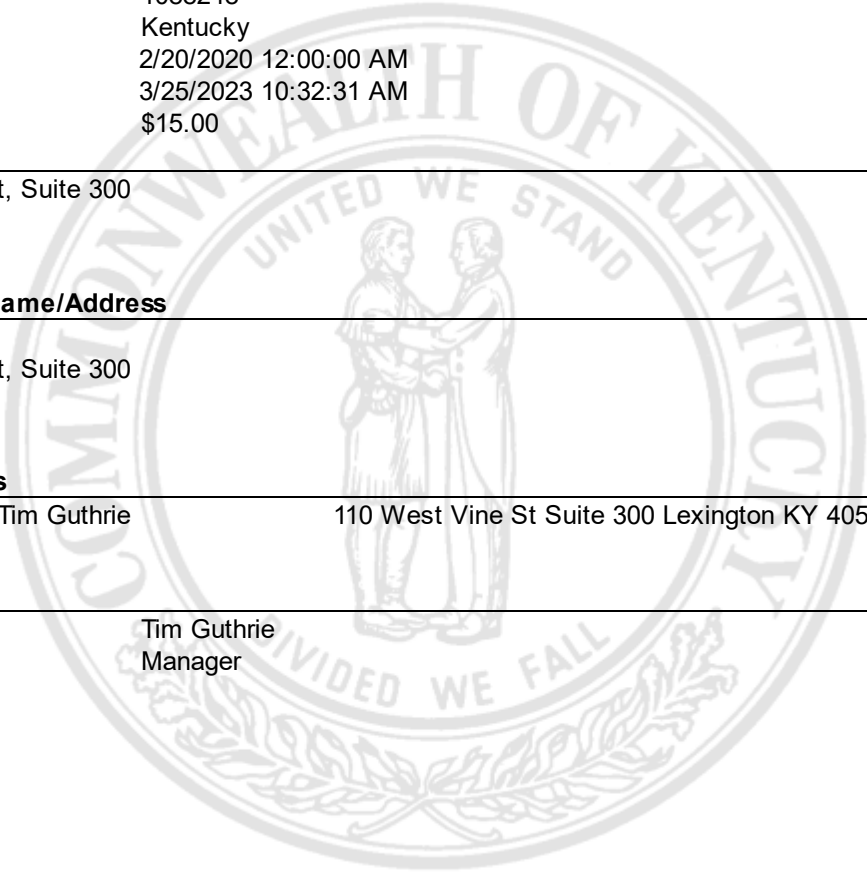 Kentucky
2/20/2020 12:00:00 AM
3/25/2023 10:32:31 AM
$15.00
t, Suite 300
ame/Address
t, Suite 300
s
Tim Guthrie 110 West Vine St Suite 300 Lexington KY 405
Tim Guthrie
Manager
COMMONWEALTH OF KENTUCKY
UNITED WE STAND
DIVIDED WE FALL